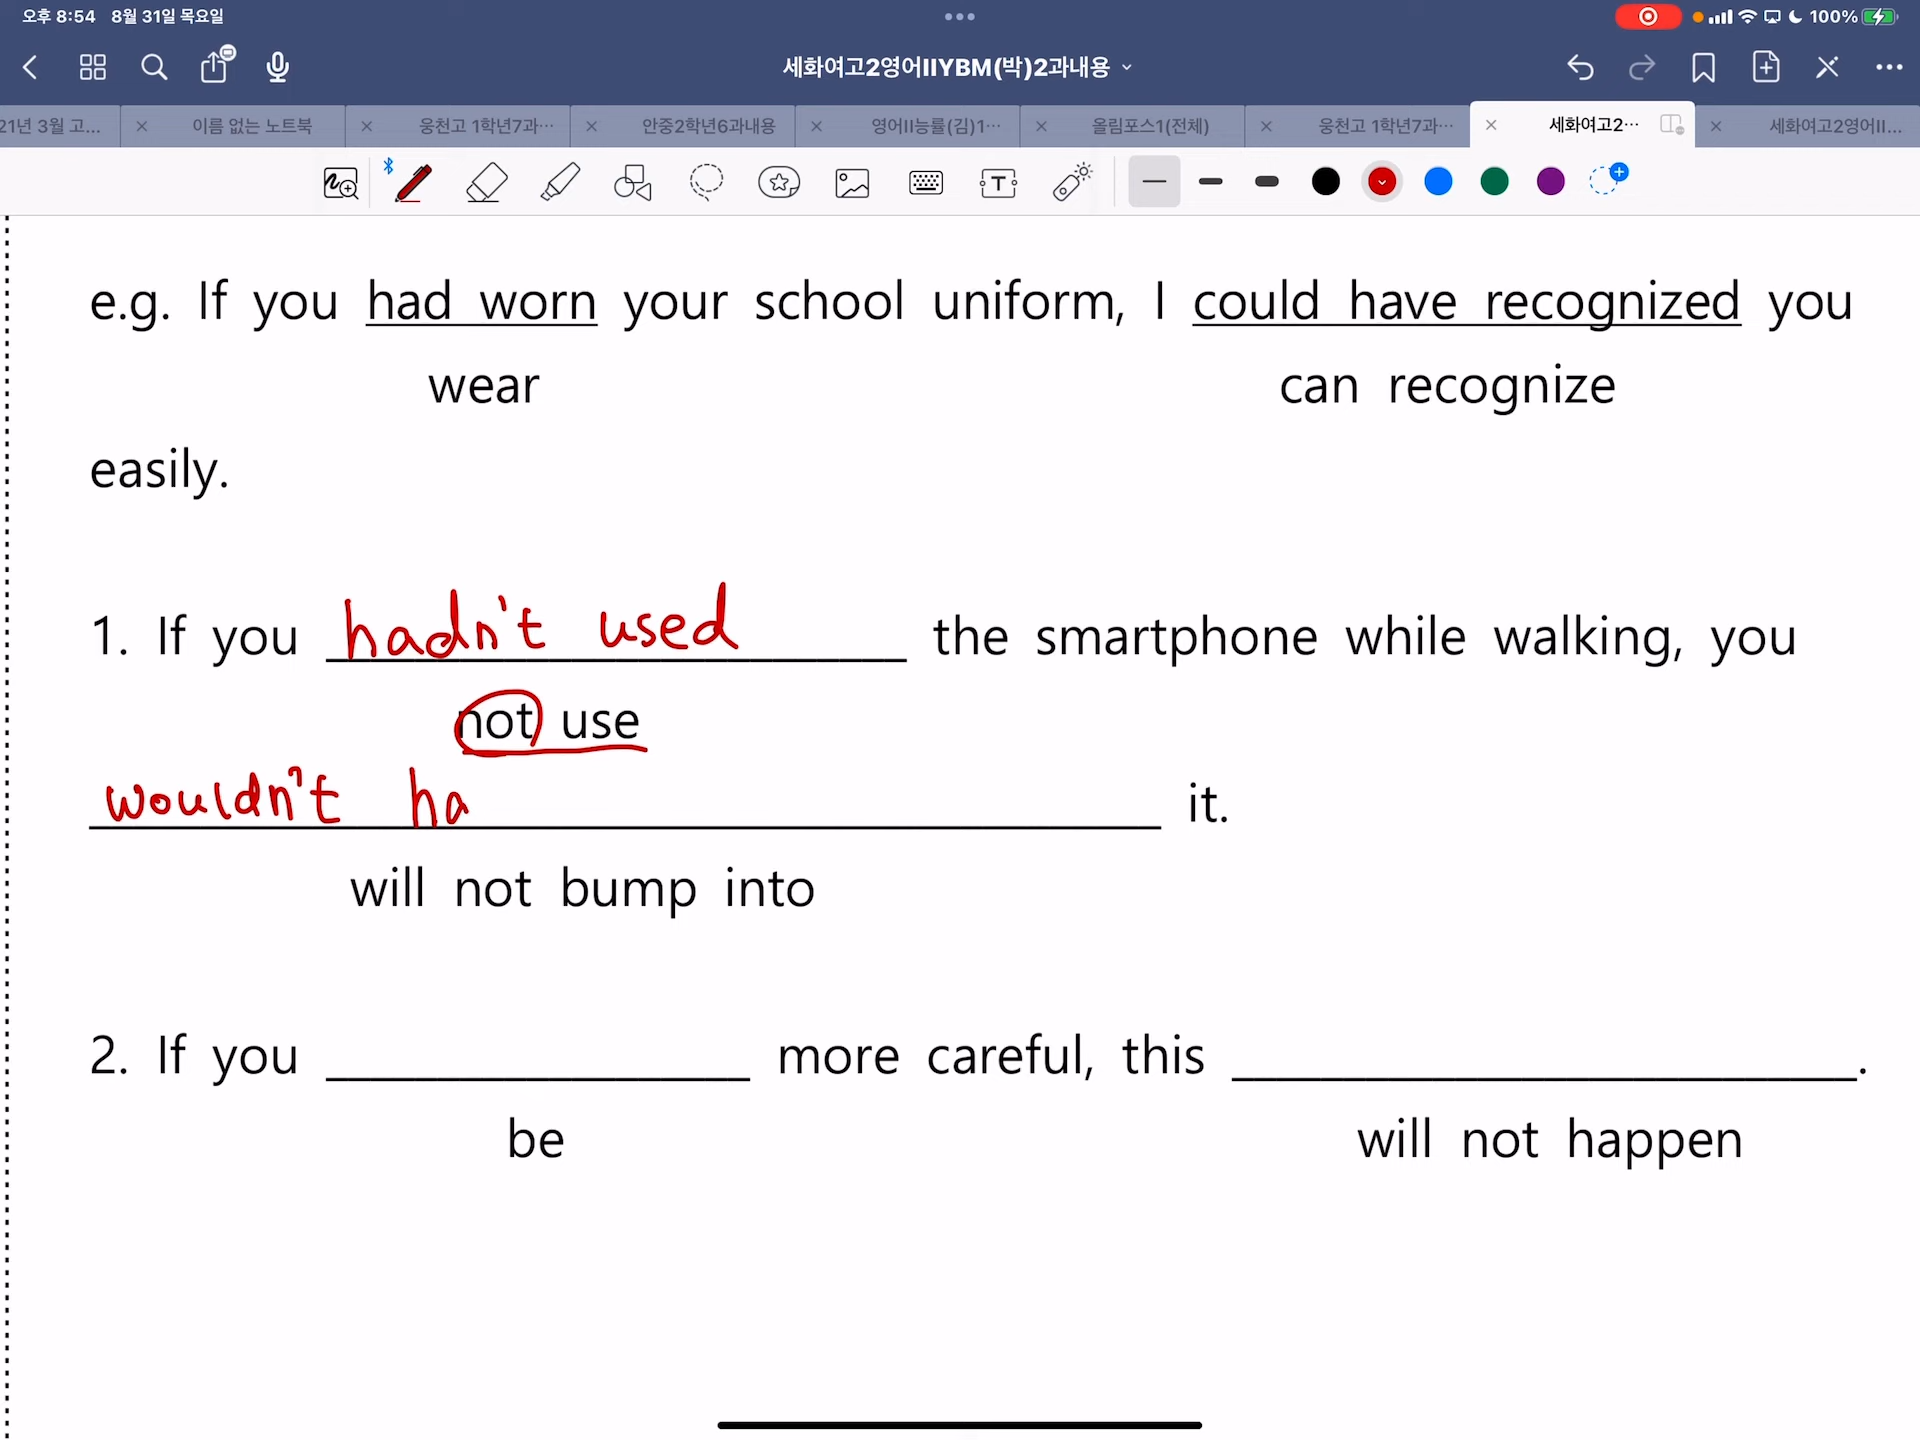 오후 8:54 8월 31일 목요일 100%
세화여고2영어IIYBM(박)2과내용
21년 3월 고... 이름 없는 노트북 웅천고 1학년7과… 안중2학년6과내용 영어II능률(김)1… 올림포스1(전체) 웅천고 1학년7과… 세화여고2… 세화여고2영어II...
e.g. If you had worn your school uniform, I could have recognized you
wear can recognize
easily.
1. If you hadn't used the smartphone while walking, you
not use
wouldn't ha it.
will not bump into
2. If you more careful, this .
be will not happen